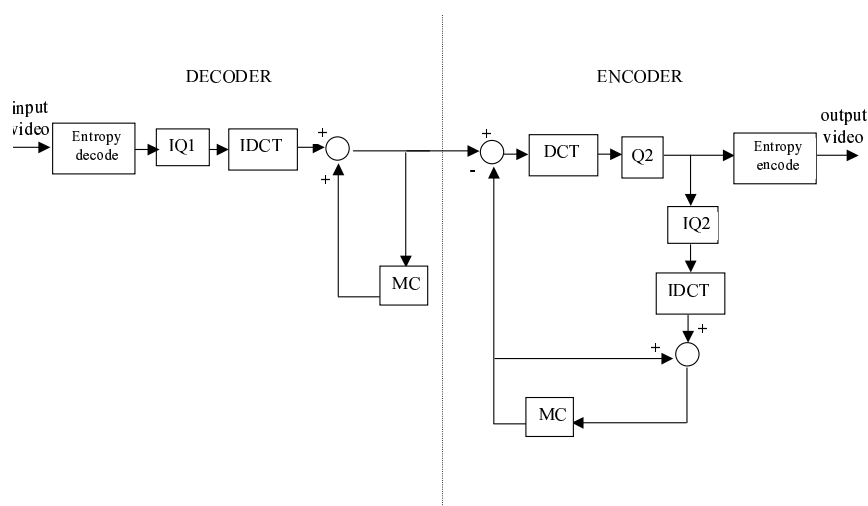 DECODER
ENCODER
input
video
Entropy
decode
IQ1
IDCT
+
+
MC
+
-
DCT
Q2
Entropy
encode
output
video
IQ2
IDCT
+
+
MC